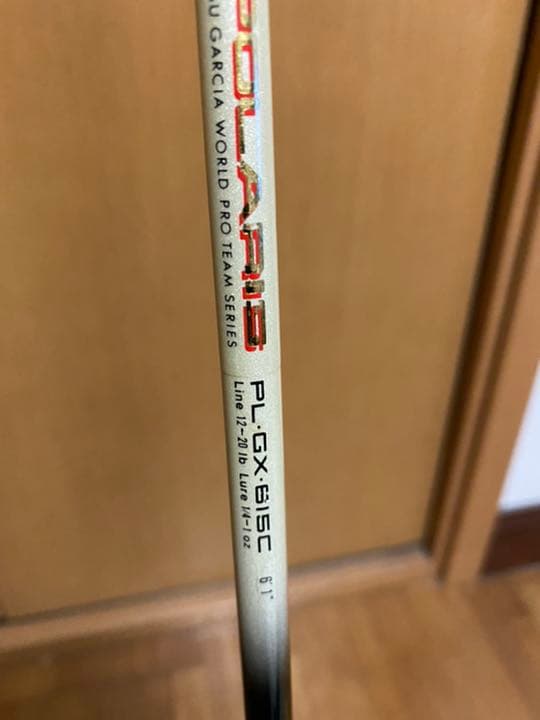 POLARIS
GARCIA WORLD PRO TEAM SERIES
PL·GX·615C
Line 12-20 lb Lure 1/4-1 oz
6'1"